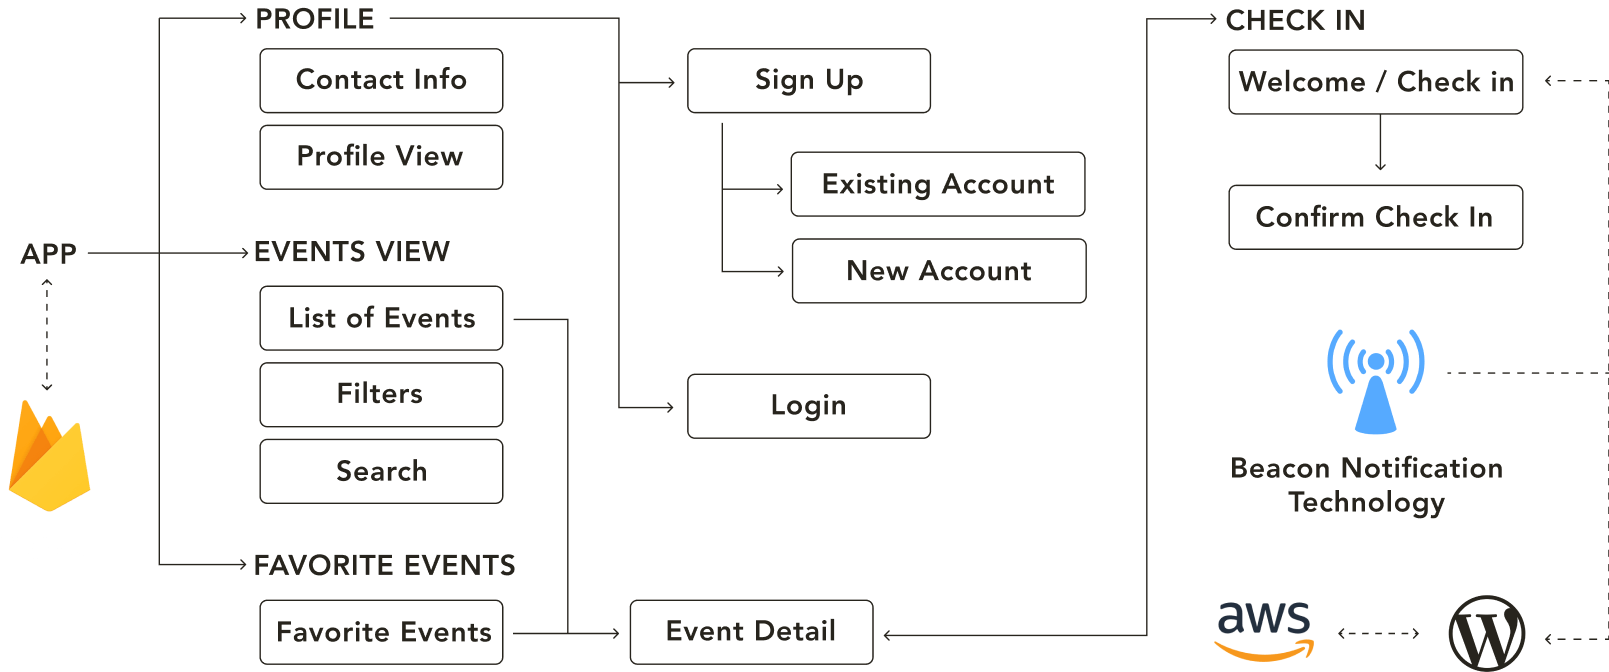 APP
PROFILE
Contact Info
Profile View
EVENTS VIEW
List of Events
Filters
Search
FAVORITE EVENTS
Favorite Events
Sign Up
Existing Account
New Account
Login
Event Detail
CHECK IN
Welcome / Check in
Confirm Check In
Beacon Notification
Technology
aws
W